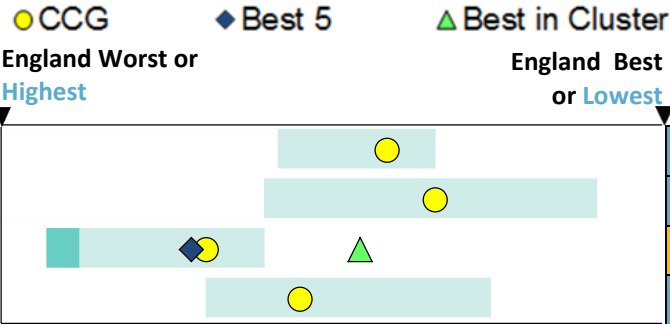 CCG Best 5 Best in Cluster
England Worst or England Best
Highest or Lowest